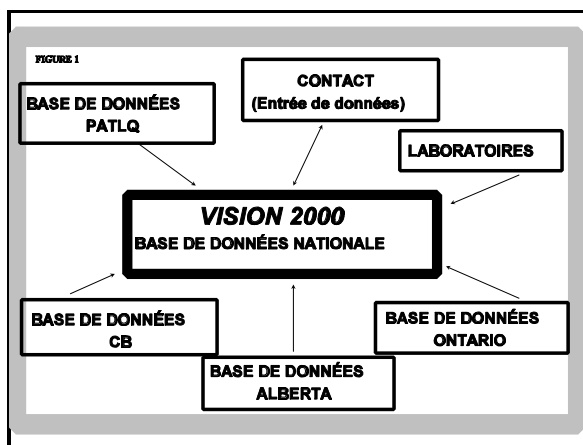 FIGURE 1
CONTACT
(Entrée de données)
BASE DE DONNÉES
PATLQ
LABORATOIRES
VISION 2000
BASE DE DONNÉES NATIONALE
BASE DE DONNÉES
CB
BASE DE DONNÉES
ONTARIO
BASE DE DONNÉES
ALBERTA